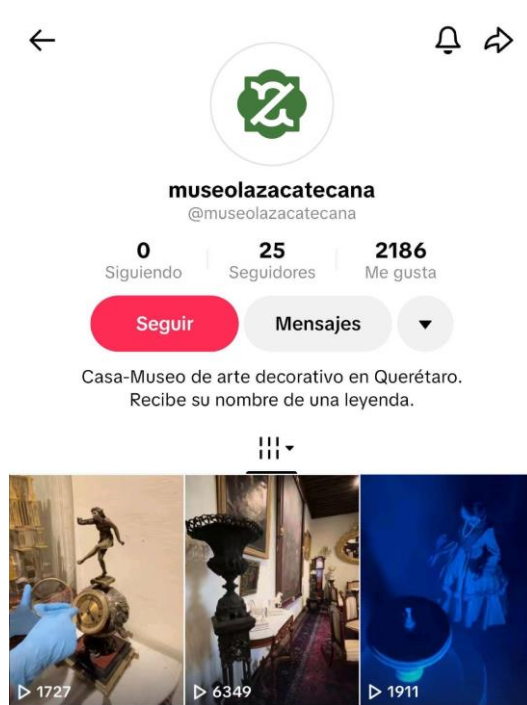 museolazacatecana
@museolazacatecana
0 25 2186
Siguiendo Seguidores Me gusta
Seguir Mensajes
Casa-Museo de arte decorativo en Querétaro.
Recibe su nombre de una leyenda.
1727 6349 1911